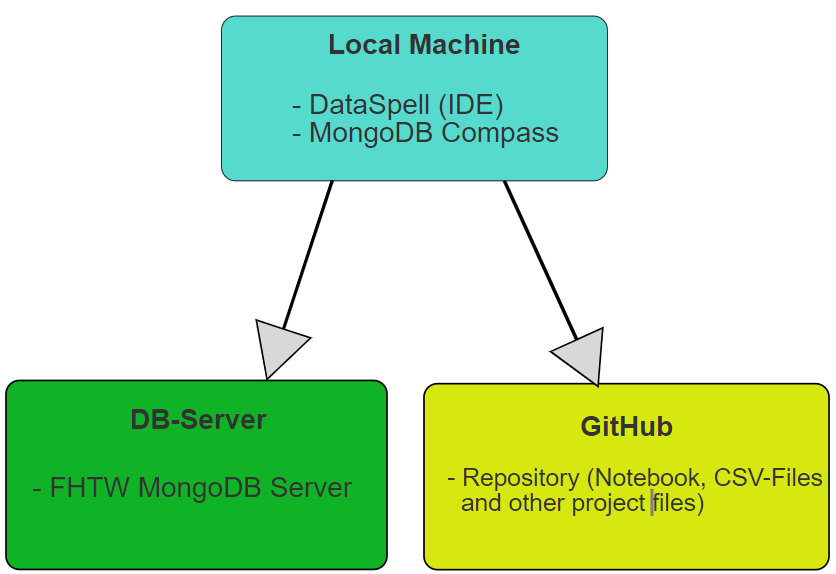 Local Machine
- DataSpell (IDE)
- MongoDB Compass
DB-Server
- FHTW MongoDB Server
GitHub
- Repository (Notebook, CSV-Files
and other project files)